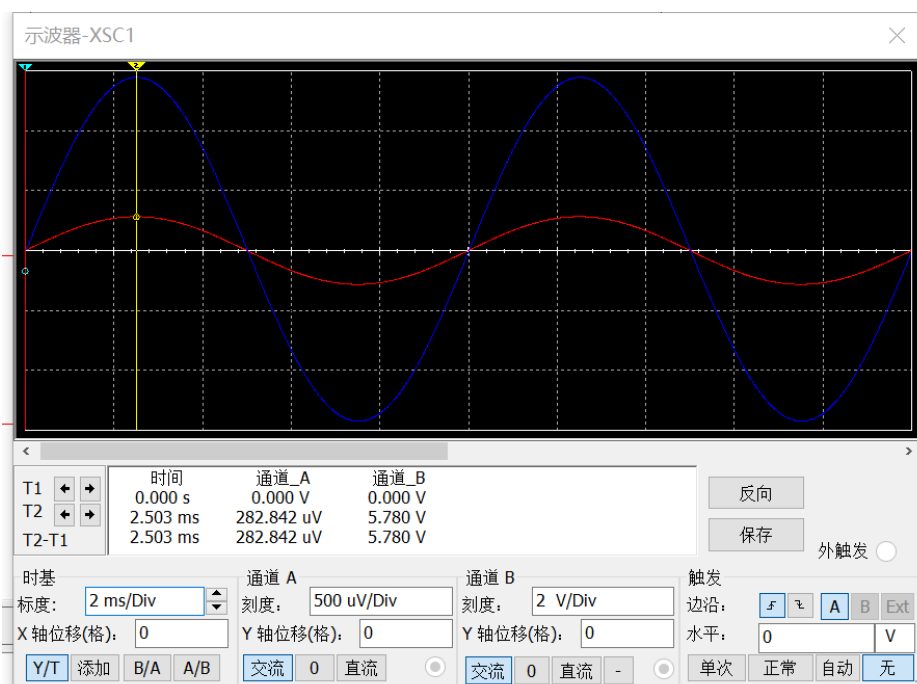 示波器-XSC1
1 2
时间 通道_A 通道_B
T1 0.000 s 0.000 V 0.000 V
T2 2.503 ms 282.842 uV 5.780 V
T2-T1 2.503 ms 282.842 uV 5.780 V
反向
保存
外触发
时基 通道 A 通道 B 触发
标度: 2 ms/Div 刻度: 500 uV/Div 刻度: 2 V/Div 边沿: A B Ext
X 轴位移(格): 0 Y 轴位移(格): 0 Y 轴位移(格): 0 水平: 0 V
Y/T 添加 B/A A/B 交流 0 直流 交流 0 直流 - 单次 正常 自动 无